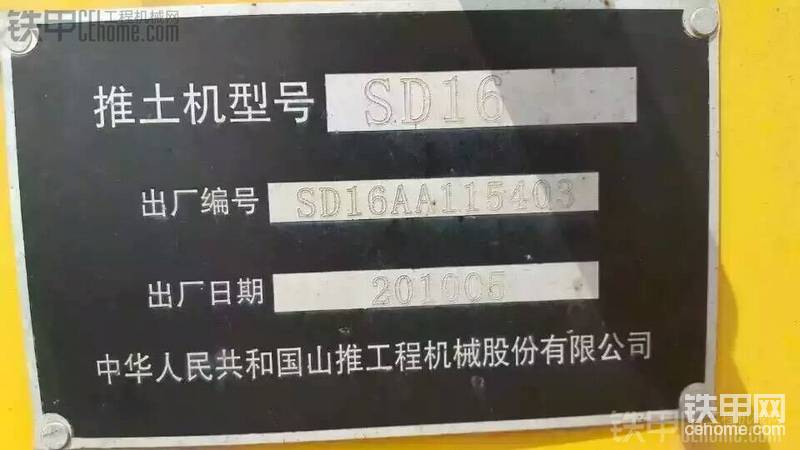 铁甲 工程机械网
cehome.com
推土机型号 SD16
出厂编号 SD16AA115403
出厂日期 201005
中华人民共和国山推工程机械股份有限公司
铁甲网
cehome.com
铁甲